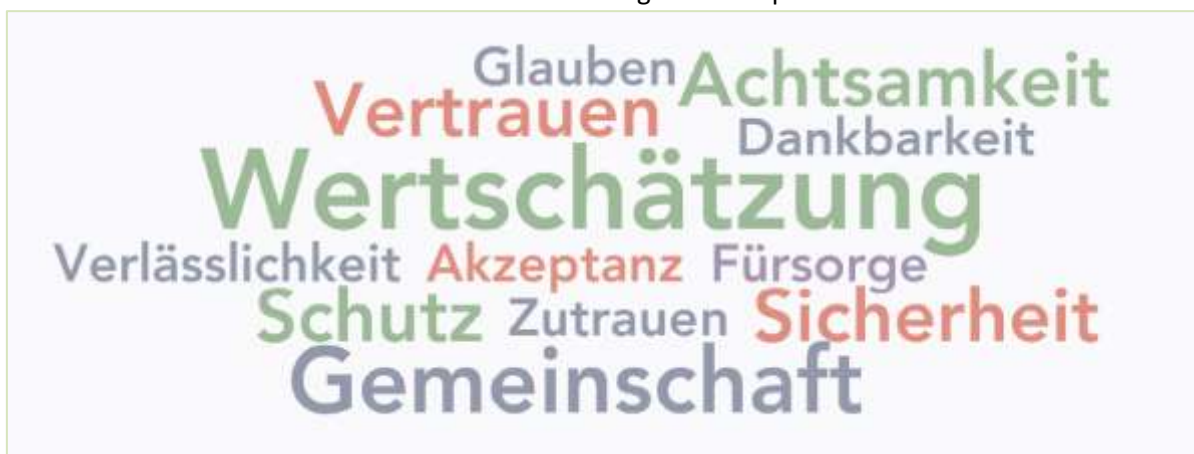 Glauben Achtsamkeit
Vertrauen
Dankbarkeit
Wertschätzung
Verlässlichkeit Akzeptanz Fürsorge
Schutz Zutrauen Sicherheit
Gemeinschaft